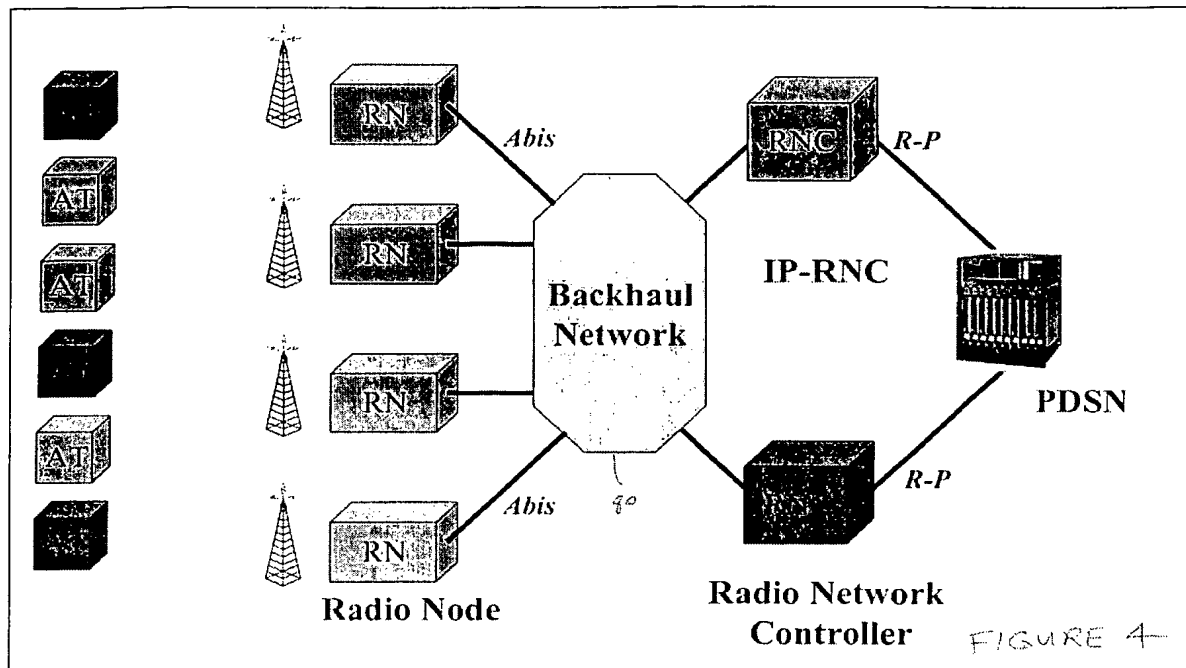 RN
Abis
RNC
R-P
AT
RN
AT
IP-RNC
Backhaul
Network
RN
PDSN
AT
Abis
90
R-P
RN
Radio Node
Radio Network
Controller
FIGURE 4